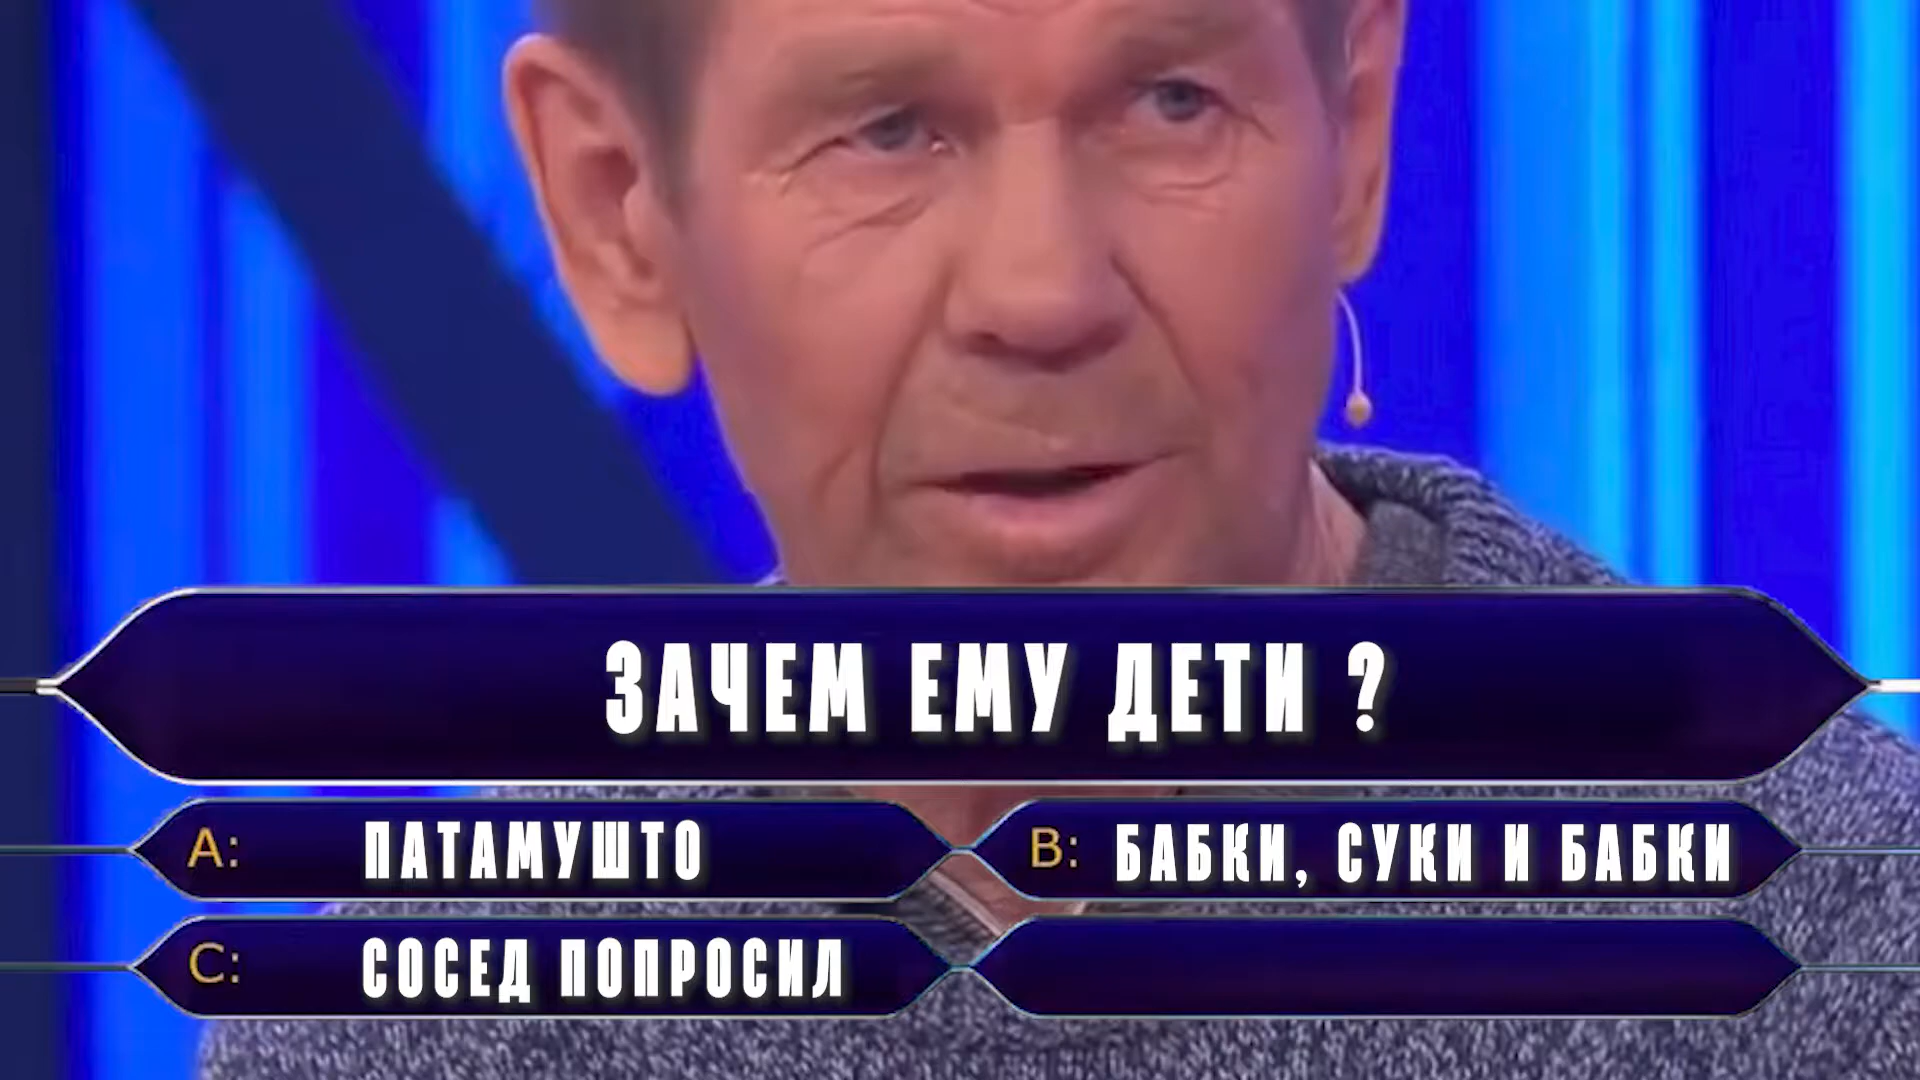 ЗАЧЕМ ЕМУ ДЕТИ ?
A: ПАТАМУШТО
B: БАБКИ, СУКИ И БАБКИ
C: СОСЕД ПОПРОСИЛ